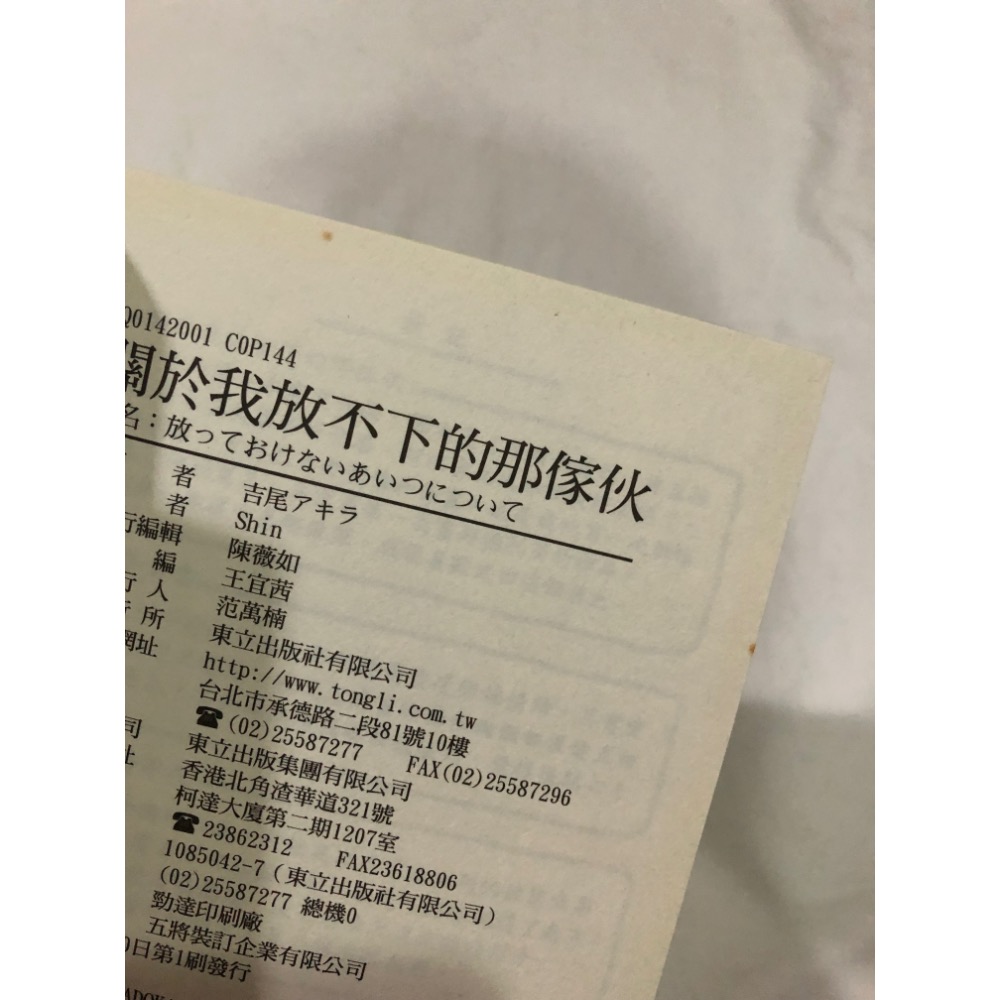 Q0142001 C0P144
關於我放不下的那傢伙
名：放っておけないあいつについて
者 吉尾アキラ
者 Shin
行編輯 陳薇如
編 王宜茜
行人 范萬楠
行所 東立出版社有限公司
網址 http://www.tongli.com.tw
台北市承德路二段81號10樓
☎(02)25587277 FAX(02)25587296
司 東立出版集團有限公司
址 香港北角渣華道321號
柯達大廈第二期1207室
☎23862312 FAX23618806
1085042-7（東立出版社有限公司）
(02)25587277 總機0
勁達印刷廠
五將裝訂企業有限公司
0日第1刷發行